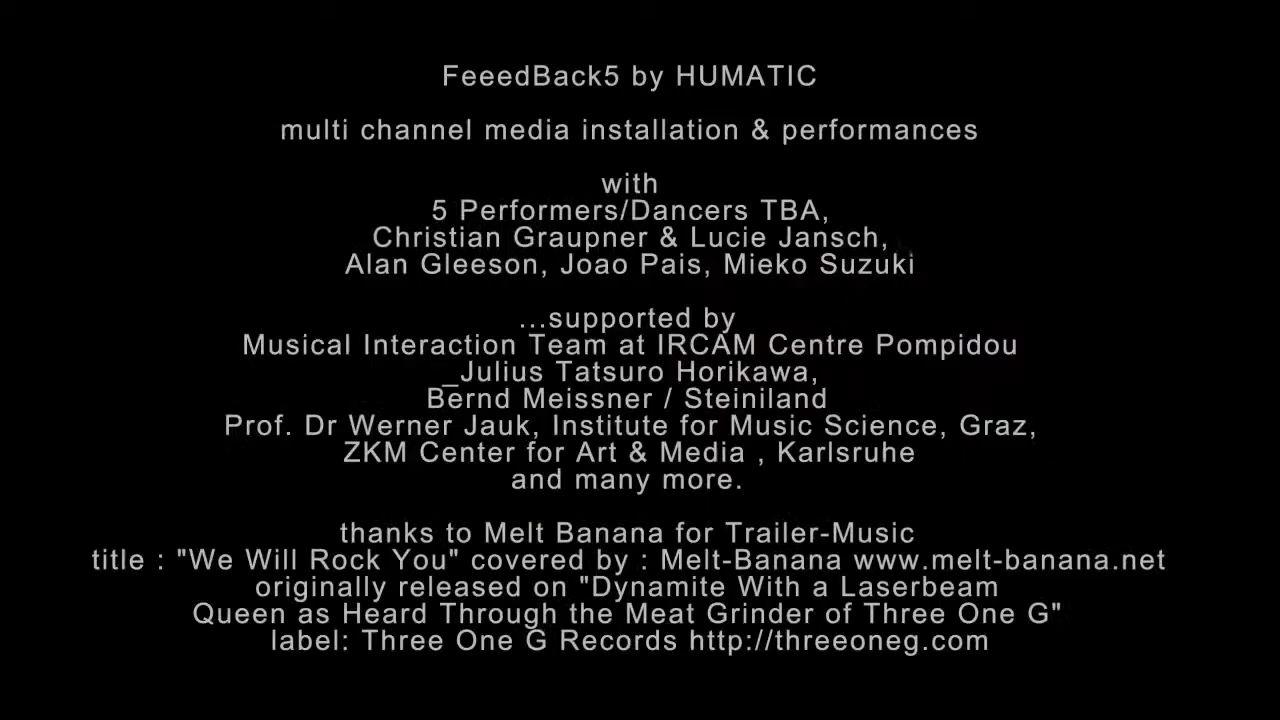 FeeedBack5 by HUMATIC
multi channel media installation & performances
with
5 Performers/Dancers TBA,
Christian Graupner & Lucie Jansch,
Alan Gleeson, Joao Pais, Mieko Suzuki
...supported by
Musical Interaction Team at IRCAM Centre Pompidou
_Julius Tatsuro Horikawa,
Bernd Meissner / Steiniland
Prof. Dr Werner Jauk, Institute for Music Science, Graz,
ZKM Center for Art & Media , Karlsruhe
and many more.
thanks to Melt Banana for Trailer-Music
title : "We Will Rock You" covered by : Melt-Banana www.melt-banana.net
originally released on "Dynamite With a Laserbeam
Queen as Heard Through the Meat Grinder of Three One G"
label: Three One G Records http://threeoneg.com